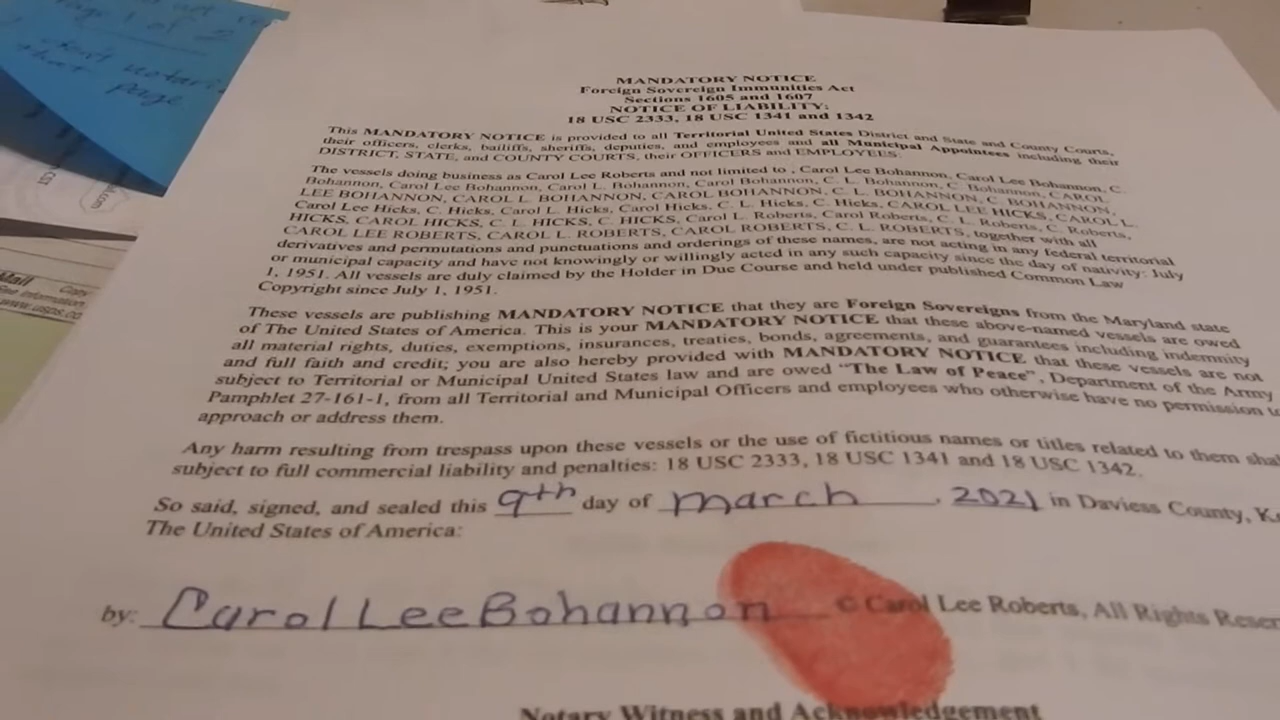 Page 1 of 2
Don't notarize
that page
MANDATORY NOTICE
Foreign Sovereign Immunities Act
Sections 1605 and 1607
NOTICE OF LIABILITY:
18 USC 2333, 18 USC 1341 and 1342
This MANDATORY NOTICE is provided to all Territorial United States District and State and County Courts,
their officers, clerks, bailiffs, sheriffs, deputies, and employees and all Municipal Appointees including their
DISTRICT, STATE, and COUNTY COURTS, their OFFICERS and EMPLOYEES:
The vessels doing business as Carol Lee Roberts and not limited to , Carol Lee Bohannon, Carol Lee Bohannon, C.
Bohannon, Carol Lee Bohannon, Carol L. Bohannon, Carol Bohannon, C. L. Bohannon, C. Bohannon, CAROL
LEE BOHANNON, CAROL L. BOHANNON, CAROL BOHANNON, C. L. BOHANNON, C. BOHANNON,
Carol Lee Hicks, C. Hicks, Carol L. Hicks, Carol Hicks, C. L. Hicks, C. Hicks, CAROL LEE HICKS, CAROL L.
HICKS, CAROL HICKS, C. L. HICKS, C. HICKS, Carol L. Roberts, Carol Roberts, C. L. Roberts, C. Roberts,
CAROL LEE ROBERTS, CAROL L. ROBERTS, CAROL ROBERTS, C. L. ROBERTS, together with all
derivatives and permutations and punctuations and orderings of these names, are not acting in any federal territorial
or municipal capacity and have not knowingly or willingly acted in any such capacity since the day of nativity: July
1, 1951. All vessels are duly claimed by the Holder in Due Course and held under published Common Law
Copyright since July 1, 1951.
These vessels are publishing MANDATORY NOTICE that they are Foreign Sovereigns from the Maryland state
of The United States of America. This is your MANDATORY NOTICE that these above-named vessels are owed
all material rights, duties, exemptions, insurances, treaties, bonds, agreements, and guarantees including indemnity
and full faith and credit; you are also hereby provided with MANDATORY NOTICE that these vessels are not
subject to Territorial or Municipal United States law and are owed "The Law of Peace", Department of the Army
Pamphlet 27-161-1, from all Territorial and Municipal Officers and employees who otherwise have no permission
approach or address them.
Any harm resulting from trespass upon these vessels or the use of fictitious names or titles related to them
subject to full commercial liability and penalties: 18 USC 2333, 18 USC 1341 and 18 USC 1342.
So said, signed, and sealed this 9th day of march, 2021 in Daviess County,
The United States of America:
by: Carol Lee Bohannon © Carol Lee Roberts, All Rights
Notary Witness and Acknowledgement
Mail
Copy
See information
www.usps.co